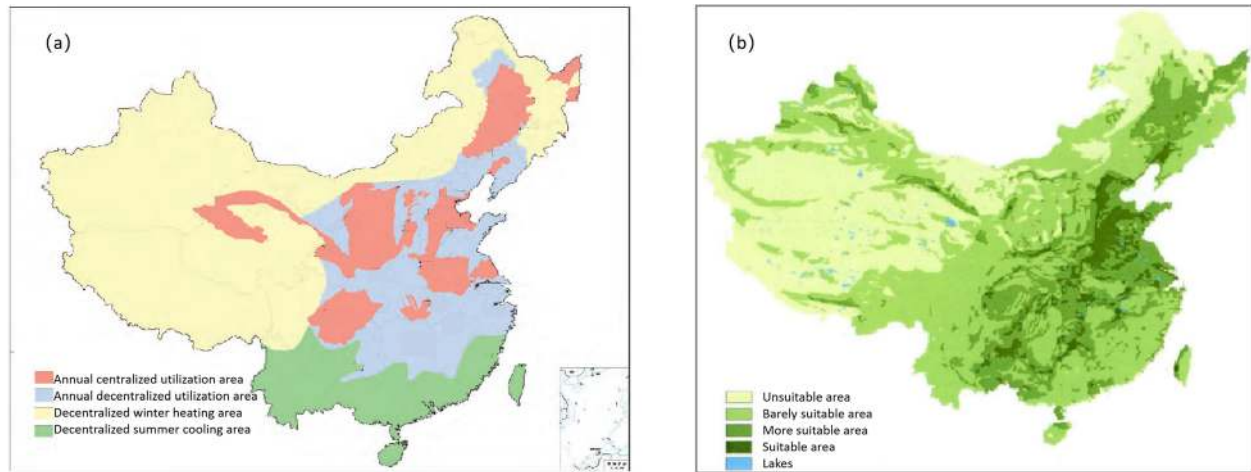 (a)
Annual centralized utilization area
Annual decentralized utilization area
Decentralized winter heating area
Decentralized summer cooling area
(b)
Unsuitable area
Barely suitable area
More suitable area
Suitable area
Lakes